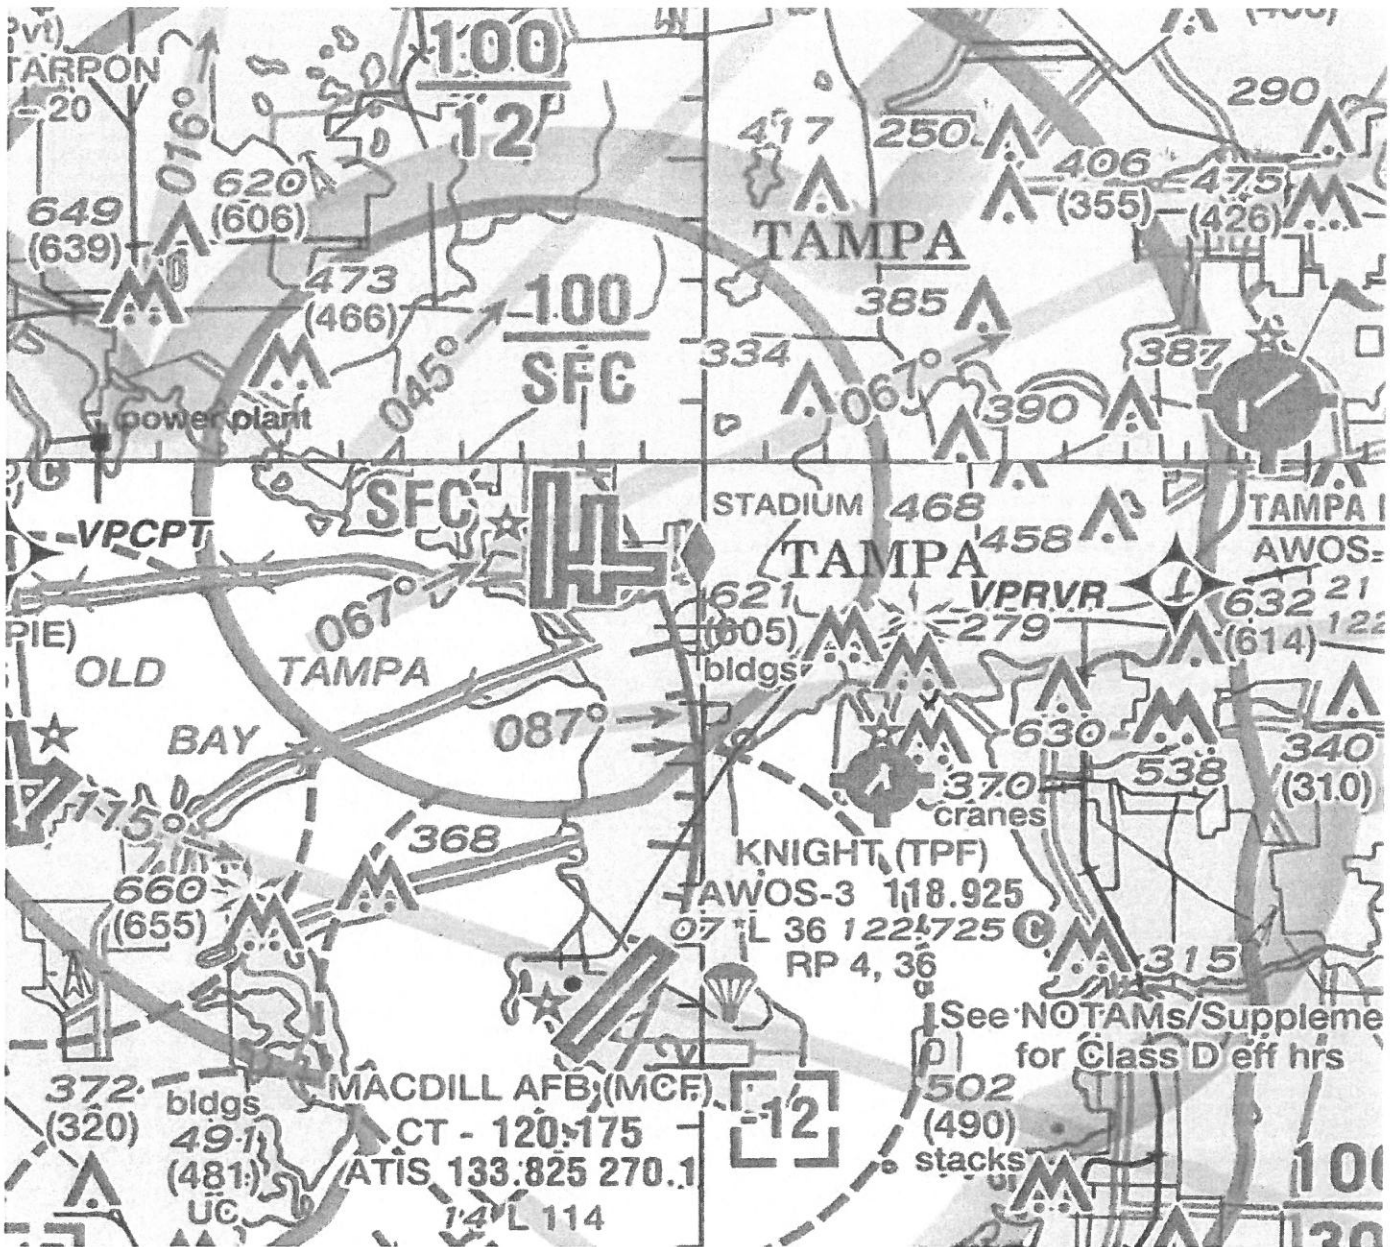 Pvt)
TARPON
L 20
016°
100
12
620
(606)
649
(639)
473
(466)
100
SFC
045°
power plant
417
250
290
406
(355)
475
(426)
TAMPA
385
334
067°
387
390
C
SFC
VPCPT
067°
STADIUM
468
458
TAMPA
TAMPA
AWOS-
21
122
621
(605)
bldgs
VPRVR
279
632
(614)
PIE)
OLD TAMPA
BAY
087°
630
538
340
(310)
370
cranes
115°
368
660
(655)
KNIGHT (TPF)
AWOS-3 118.925
07 *L 36 122.725 C
RP 4, 36
315
See NOTAMs/Suppleme
for Class D eff hrs
372
(320)
bldgs
491
(481)
UC
MACDILL AFB (MCF)
CT - 120.175
ATIS 133.825 270.1
14 L 114
12
502
(490)
stacks
100
30